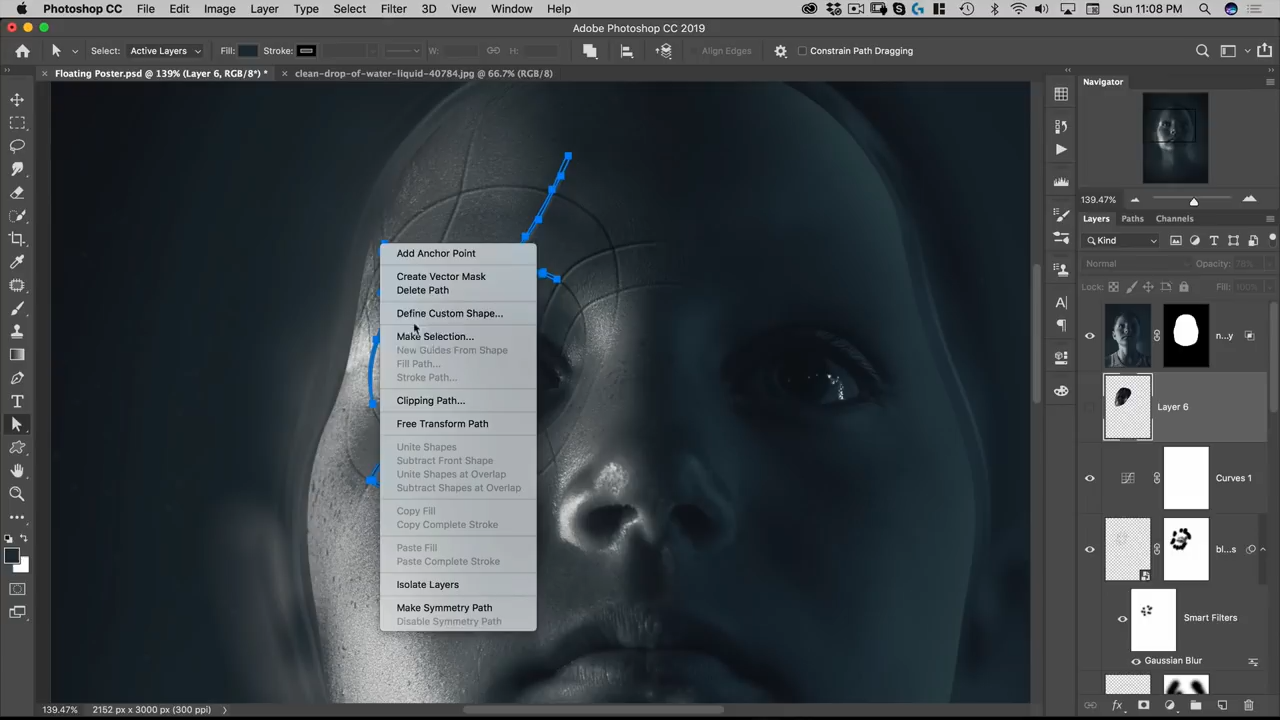 Photoshop CC File Edit Image Layer Type Select Filter 3D View Window Help Sun 11:08 PM
Adobe Photoshop CC 2019
Select: Active Layers Fill: Stroke: W: H: Align Edges Constrain Path Dragging
Floating Poster.psd @ 139% (Layer 6, RGB/8*) * clean-drop-of-water-liquid-40784.jpg @ 66.7% (RGB/8)
Navigator
139.47%
Layers Paths Channels
Kind
Normal Opacity: 78%
Lock: Fill: 100%
n...y
Layer 6
Curves 1
bl...s
Smart Filters
Gaussian Blur
Add Anchor Point
Create Vector Mask
Delete Path
Define Custom Shape...
Make Selection...
New Guides From Shape
Fill Path...
Stroke Path...
Clipping Path...
Free Transform Path
Unite Shapes
Subtract Front Shape
Unite Shapes at Overlap
Subtract Shapes at Overlap
Copy Fill
Copy Complete Stroke
Paste Fill
Paste Complete Stroke
Isolate Layers
Make Symmetry Path
Disable Symmetry Path
139.47% 2152 px x 3000 px (300 ppi)